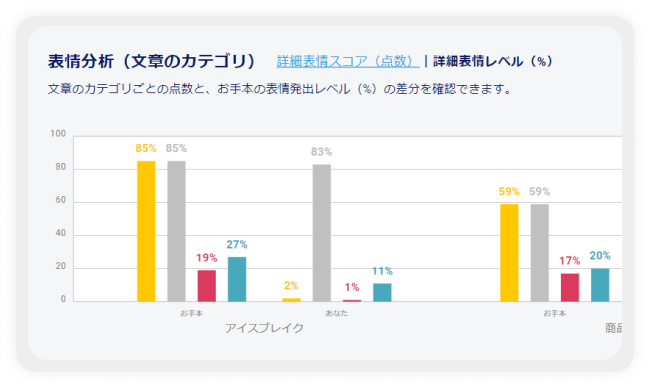 表情分析（文章のカテゴリ） 詳細表情スコア（点数） | 詳細表情レベル（%）
文章のカテゴリごとの点数と、お手本の表情発出レベル（%）の差分を確認できます。
100
80
60
40
20
0
85% 85% 19% 27% 2% 83% 1% 11% 59% 59% 17% 20%
お手本 あなた お手本
アイスブレイク 商品